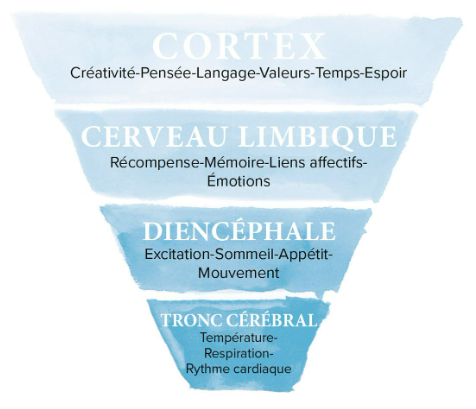 CORTEX
Créativité-Pensée-Langage-Valeurs-Temps-Espoir
CERVEAU LIMBIQUE
Récompense-Mémoire-Liens affectifs-
Émotions
DIENCÉPHALE
Excitation-Sommeil-Appétit-
Mouvement
TRONC CÉRÉBRAL
Température-
Respiration-
Rythme cardiaque